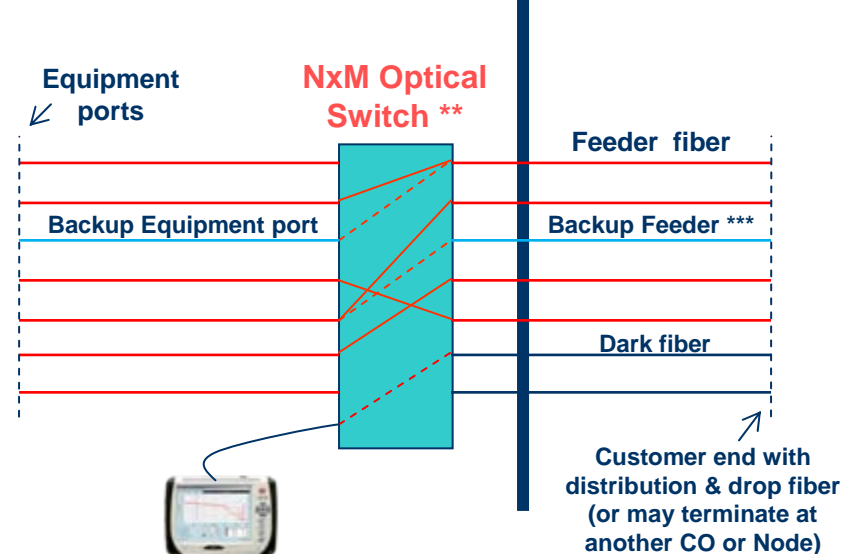 Equipment
ports
NxM Optical
Switch **
Feeder fiber
Backup Equipment port
Backup Feeder ***
Dark fiber
Customer end with
distribution & drop fiber
(or may terminate at
another CO or Node)